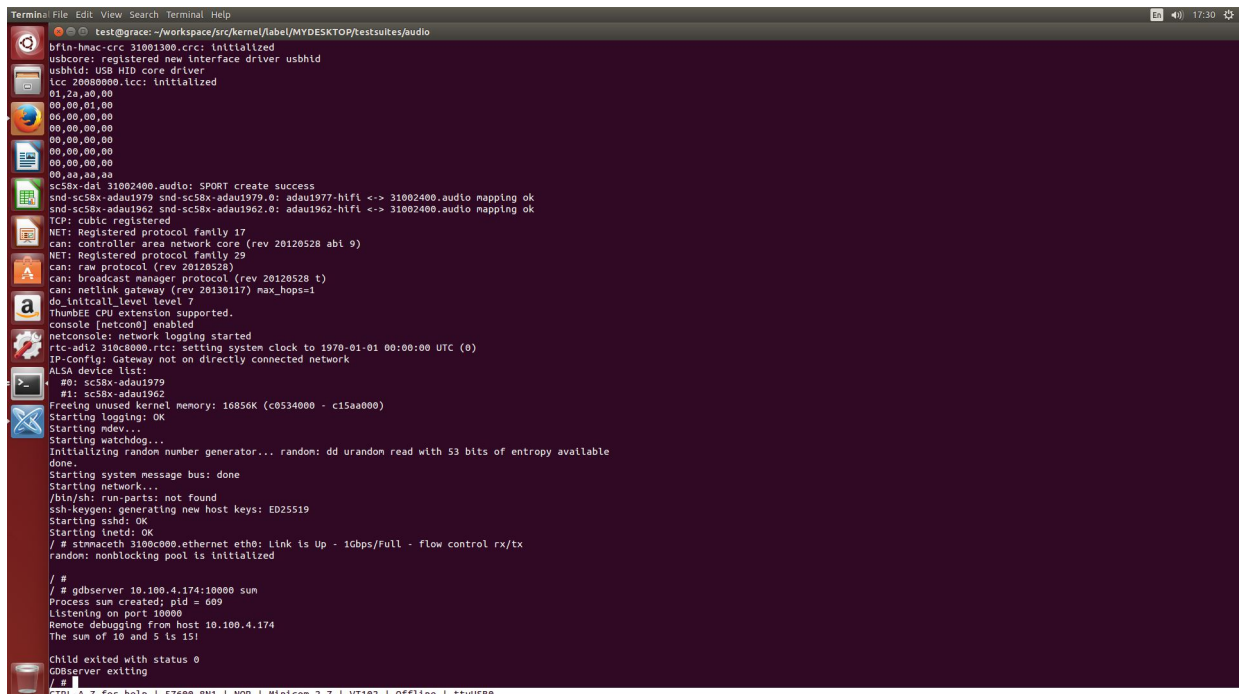 Terminal File Edit View Search Terminal Help
En 17:30
test@grace: ~/workspace/src/kernel/label/MYDESKTOP/testsuites/audio
bfin-hmac-crc 31001300.crc: initialized
usbcore: registered new interface driver usbhid
usbhid: USB HID core driver
icc 20080000.icc: initialized
01,2a,a0,00
00,00,01,00
06,00,00,00
00,00,00,00
00,00,00,00
00,00,00,00
00,00,00,00
00,aa,aa,aa
sc58x-dai 31002400.audio: SPORT create success
snd-sc58x-adau1979 snd-sc58x-adau1979.0: adau1977-hifi <-> 31002400.audio mapping ok
snd-sc58x-adau1962 snd-sc58x-adau1962.0: adau1962-hifi <-> 31002400.audio mapping ok
TCP: cubic registered
NET: Registered protocol family 17
can: controller area network core (rev 20120528 abi 9)
NET: Registered protocol family 29
can: raw protocol (rev 20120528)
can: broadcast manager protocol (rev 20120528 t)
can: netlink gateway (rev 20130117) max_hops=1
do_initcall_level level 7
ThumbEE CPU extension supported.
console [netcon0] enabled
netconsole: network logging started
rtc-adi2 310c8000.rtc: setting system clock to 1970-01-01 00:00:00 UTC (0)
IP-Config: Gateway not on directly connected network
ALSA device list:
#0: sc58x-adau1979
#1: sc58x-adau1962
Freeing unused kernel memory: 16856K (c0534000 - c15aa000)
Starting logging: OK
Starting mdev...
Starting watchdog...
Initializing random number generator... random: dd urandom read with 53 bits of entropy available
done.
Starting system message bus: done
Starting network...
/bin/sh: run-parts: not found
ssh-keygen: generating new host keys: ED25519
Starting sshd: OK
Starting inetd: OK
/ # stmmaceth 3100c000.ethernet eth0: Link is Up - 1Gbps/Full - flow control rx/tx
random: nonblocking pool is initialized
/ #
/ # gdbserver 10.100.4.174:10000 sum
Process sum created; pid = 609
Listening on port 10000
Remote debugging from host 10.100.4.174
The sum of 10 and 5 is 15!
Child exited with status 0
GDBserver exiting
/ #
CTRL-A Z for help | 57600 8N1 | NOR | Minicom 2.7 | VT102 | Offline | ttyUSB0